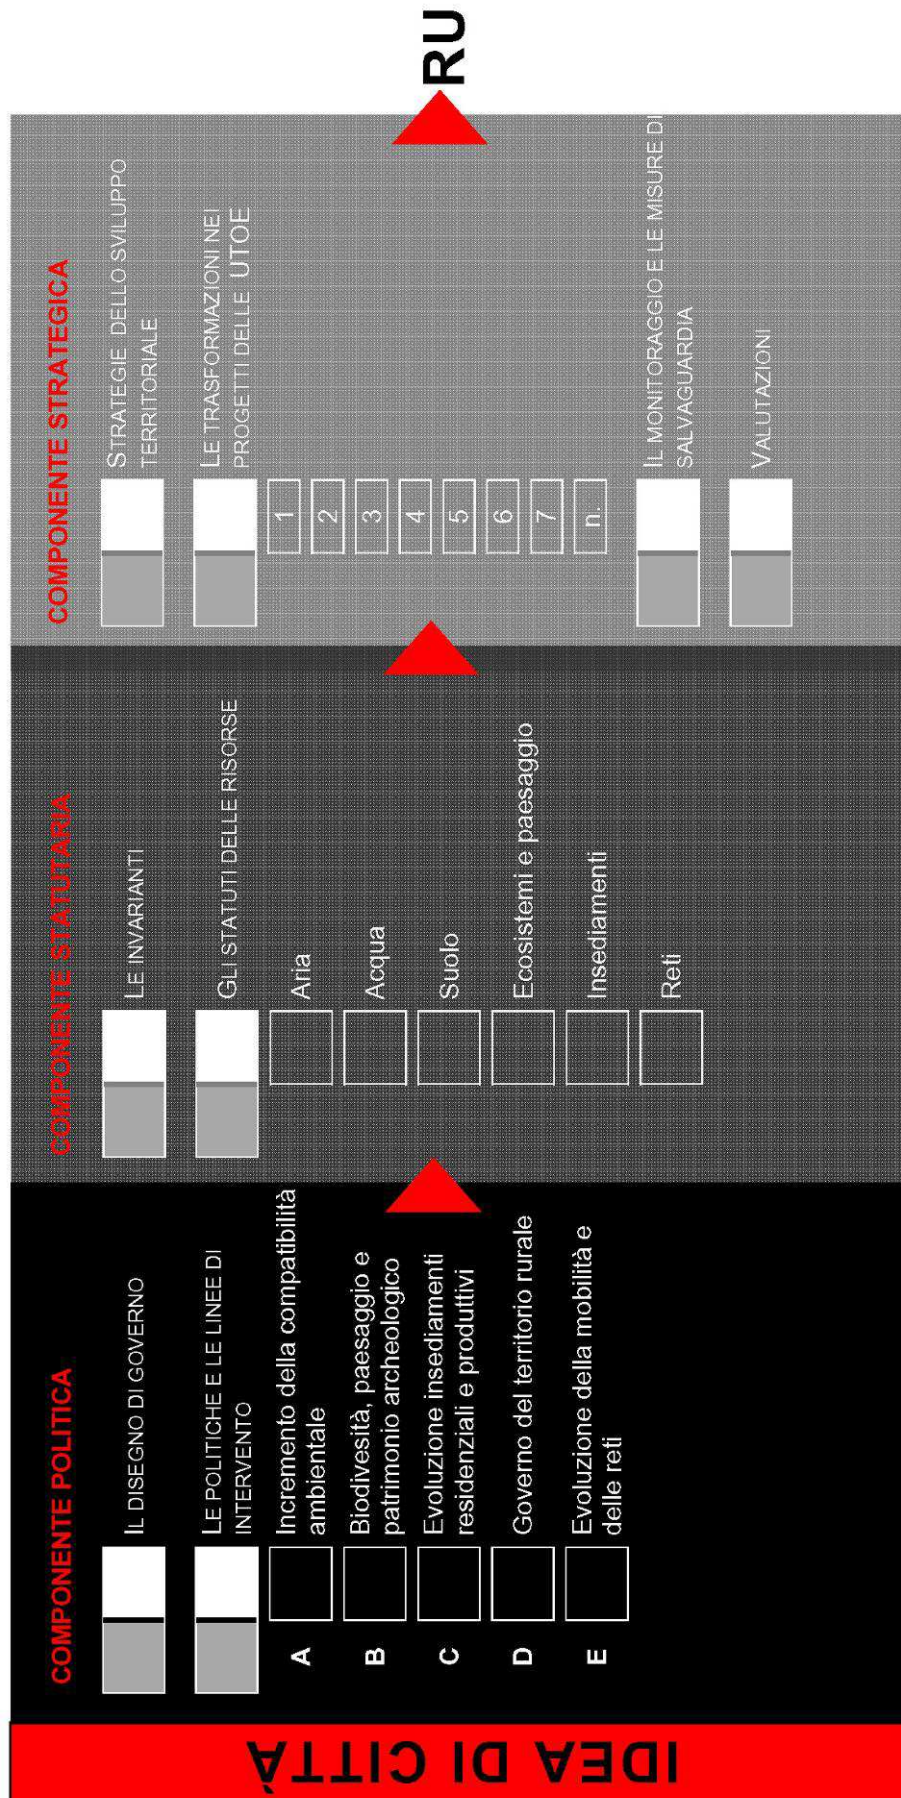 IDEA DI CITTÀ
COMPONENTE POLITICA
IL DISEGNO DI GOVERNO
LE POLITICHE E LE LINEE DI
INTERVENTO
A
Incremento della compatibilità
ambientale
B
Biodivesità, paesaggio e
patrimonio archeologico
C
Evoluzione insediamenti
residenziali e produttivi
D
Governo del territorio rurale
E
Evoluzione della mobilità e
delle reti
COMPONENTE STATUTARIA
LE INVARIANTI
GLI STATUTI DELLE RISORSE
Aria
Acqua
Suolo
Ecosistemi e paesaggio
Insediamenti
Reti
COMPONENTE STRATEGICA
STRATEGIE DELLO SVILUPPO
TERRITORIALE
LE TRASFORMAZIONI NEI
PROGETTI DELLE UTOE
1
2
3
4
5
6
7
n.
IL MONITORAGGIO E LE MISURE DI
SALVAGUARDIA
VALUTAZIONI
RU